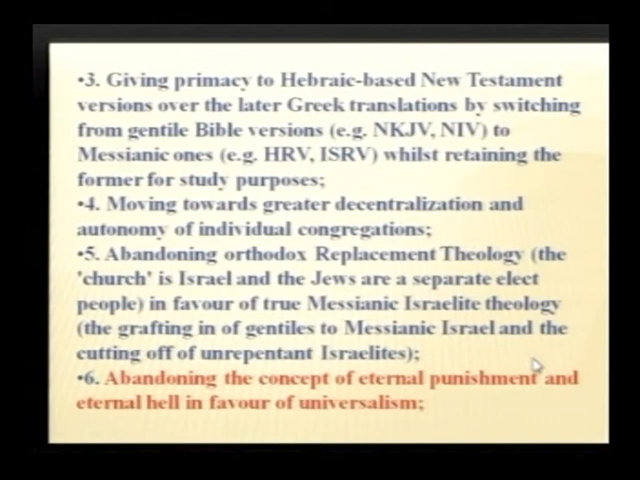 •3. Giving primacy to Hebraic-based New Testament
versions over the later Greek translations by switching
from gentile Bible versions (e.g. NKJV, NIV) to
Messianic ones (e.g. HRV, ISRV) whilst retaining the
former for study purposes;
•4. Moving towards greater decentralization and
autonomy of individual congregations;
•5. Abandoning orthodox Replacement Theology (the
'church' is Israel and the Jews are a separate elect
people) in favour of true Messianic Israelite theology
(the grafting in of gentiles to Messianic Israel and the
cutting off of unrepentant Israelites);
•6. Abandoning the concept of eternal punishment and
eternal hell in favour of universalism;